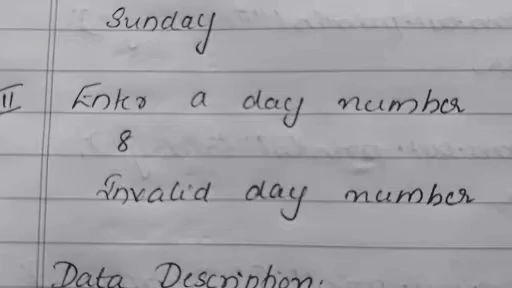 Sunday
II Enter a day number
8
Invalid day number
Data Description: